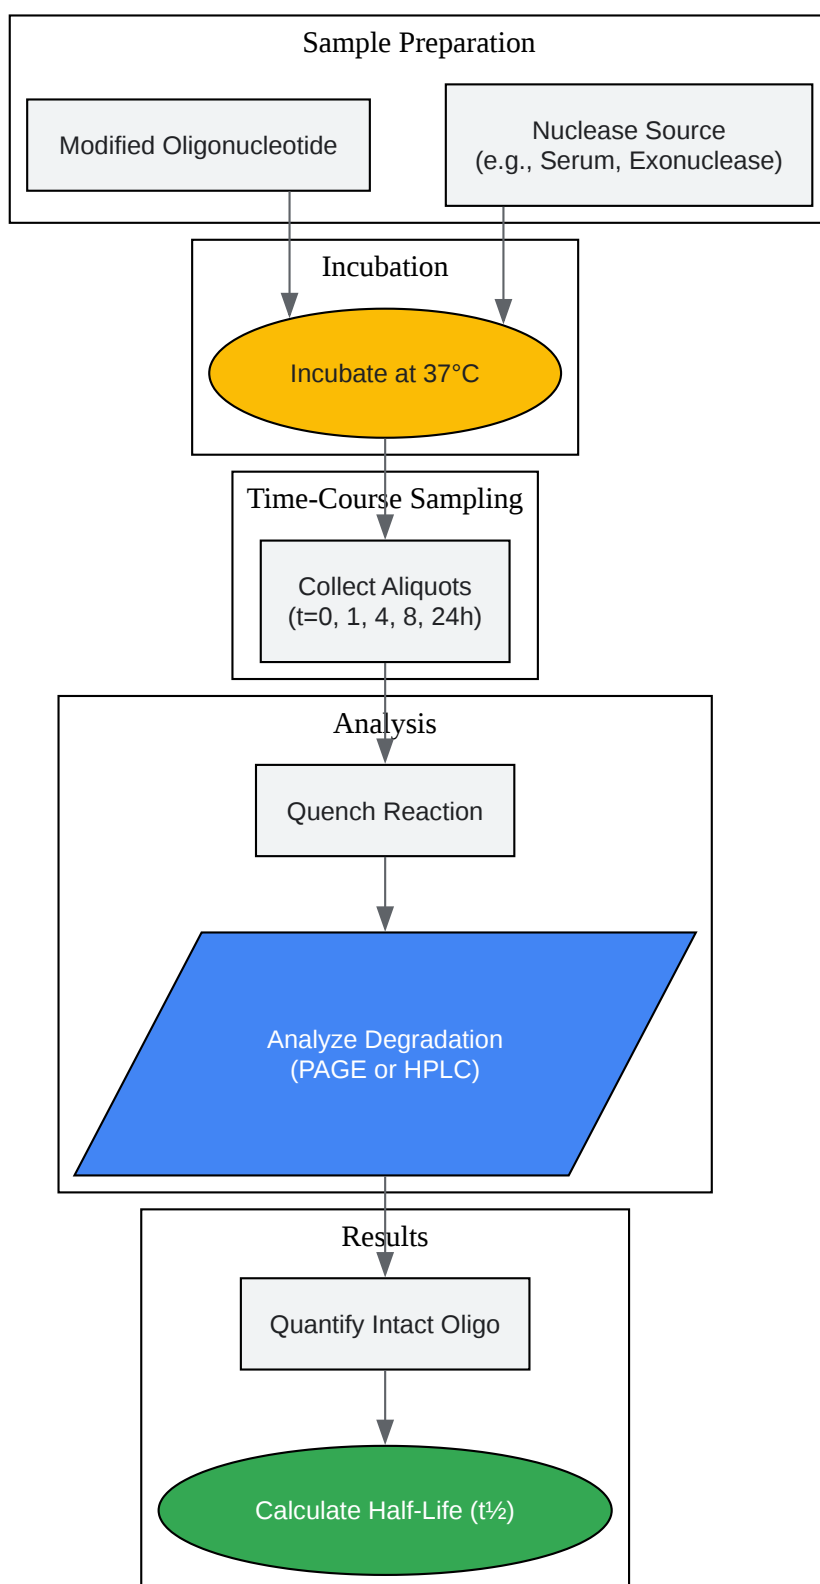 Sample Preparation
Modified Oligonucleotide
Nuclease Source
(e.g., Serum, Exonuclease)
Incubation
Incubate at 37°C
Time-Course Sampling
Collect Aliquots
(t=0, 1, 4, 8, 24h)
Analysis
Quench Reaction
Analyze Degradation
(PAGE or HPLC)
Results
Quantify Intact Oligo
Calculate Half-Life (t½)